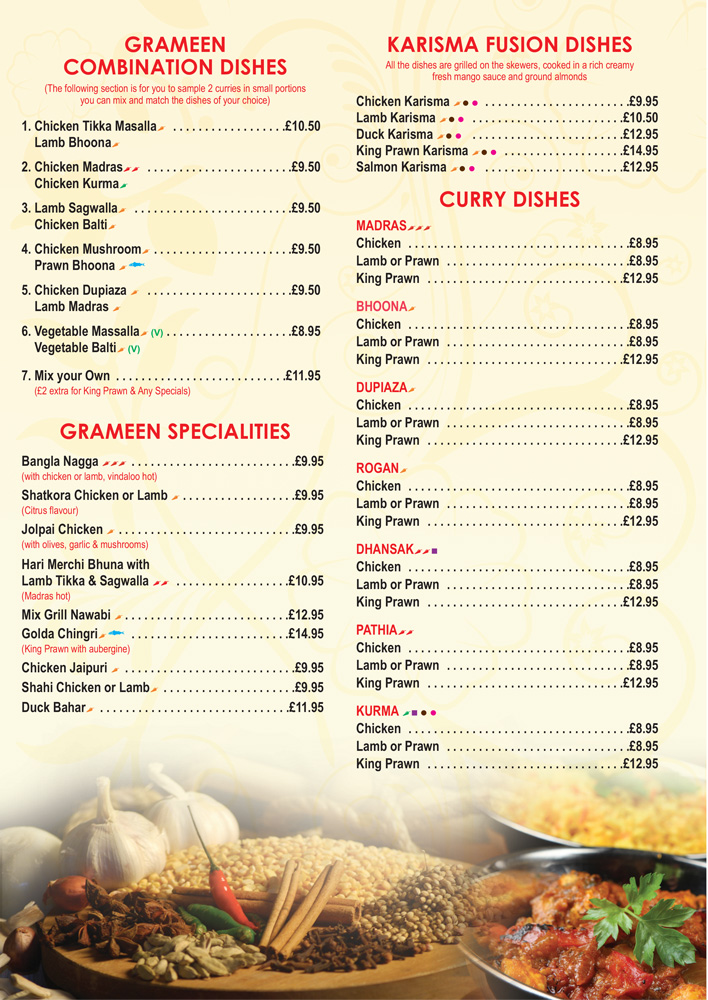 GRAMEEN
COMBINATION DISHES
(The following section is for you to sample 2 curries in small portions
you can mix and match the dishes of your choice)
1. Chicken Tikka Masalla ..................£10.50
Lamb Bhoona
2. Chicken Madras .......................£9.50
Chicken Kurma
3. Lamb Sagwalla .........................£9.50
Chicken Balti
4. Chicken Mushroom ......................£9.50
Prawn Bhoona
5. Chicken Dupiaza .......................£9.50
Lamb Madras
6. Vegetable Massalla (V) ....................£8.95
Vegetable Balti (V)
7. Mix your Own ...........................£11.95
(£2 extra for King Prawn & Any Specials)
GRAMEEN SPECIALITIES
Bangla Nagga ..........................£9.95
(with chicken or lamb, vindaloo hot)
Shatkora Chicken or Lamb ..................£9.95
(Citrus flavour)
Jolpai Chicken ............................£9.95
(with olives, garlic & mushrooms)
Hari Merchi Bhuna with
Lamb Tikka & Sagwalla ..................£10.95
(Madras hot)
Mix Grill Nawabi ..........................£12.95
Golda Chingri .........................£14.95
(King Prawn with aubergine)
Chicken Jaipuri ...........................£9.95
Shahi Chicken or Lamb .....................£9.95
Duck Bahar ..............................£11.95
KARISMA FUSION DISHES
All the dishes are grilled on the skewers, cooked in a rich creamy
fresh mango sauce and ground almonds
Chicken Karisma .......................£9.95
Lamb Karisma ........................£10.50
Duck Karisma ........................£12.95
King Prawn Karisma ...................£14.95
Salmon Karisma ......................£12.95
CURRY DISHES
MADRAS
Chicken ...................................£8.95
Lamb or Prawn .............................£8.95
King Prawn ...............................£12.95
BHOONA
Chicken ...................................£8.95
Lamb or Prawn .............................£8.95
King Prawn ...............................£12.95
DUPIAZA
Chicken ...................................£8.95
Lamb or Prawn .............................£8.95
King Prawn ...............................£12.95
ROGAN
Chicken ...................................£8.95
Lamb or Prawn .............................£8.95
King Prawn ...............................£12.95
DHANSAK
Chicken ...................................£8.95
Lamb or Prawn .............................£8.95
King Prawn ...............................£12.95
PATHIA
Chicken ...................................£8.95
Lamb or Prawn .............................£8.95
King Prawn ...............................£12.95
KURMA
Chicken ...................................£8.95
Lamb or Prawn .............................£8.95
King Prawn ...............................£12.95